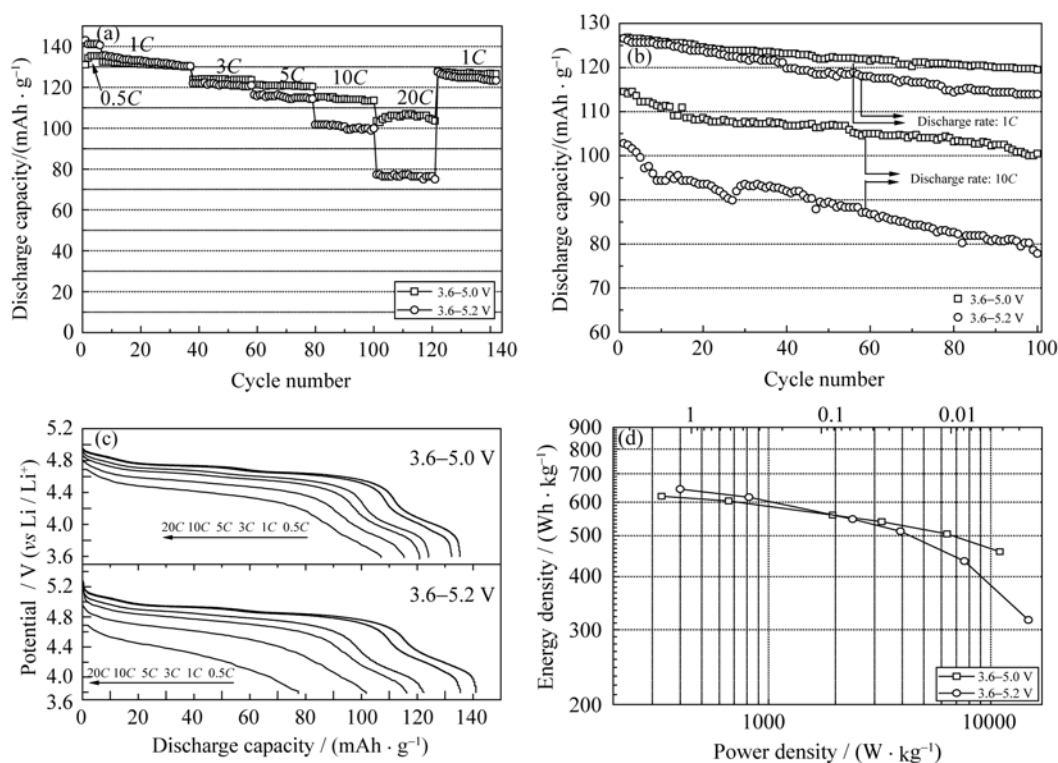 (a)
1C
3C
5C
10C
20C
1C
0.5C
140
120
100
80
60
40
20
0
0 20 40 60 80 100 120 140
Cycle number
Discharge capacity/(mAh · g⁻¹)
3.6–5.0 V
3.6–5.2 V
(b)
130
120
110
100
90
80
70
60
0 20 40 60 80 100
Cycle number
Discharge capacity/(mAh · g⁻¹)
Discharge rate: 1C
Discharge rate: 10C
3.6–5.0 V
3.6–5.2 V
(c)
5.2
4.8
4.4
4.0
3.6
3.6–5.0 V
20C 10C 5C 3C 1C 0.5C
5.2
4.8
4.4
4.0
3.6
3.6–5.2 V
20C 10C 5C 3C 1C 0.5C
0 20 40 60 80 100 120 140
Discharge capacity / (mAh · g⁻¹)
Potential / V (vs Li / Li⁺)
1 0.1 0.01
(d)
900
800
700
600
500
400
300
200
1000 10000
Power density / (W · kg⁻¹)
Energy density / (Wh · kg⁻¹)
3.6–5.0 V
3.6–5.2 V